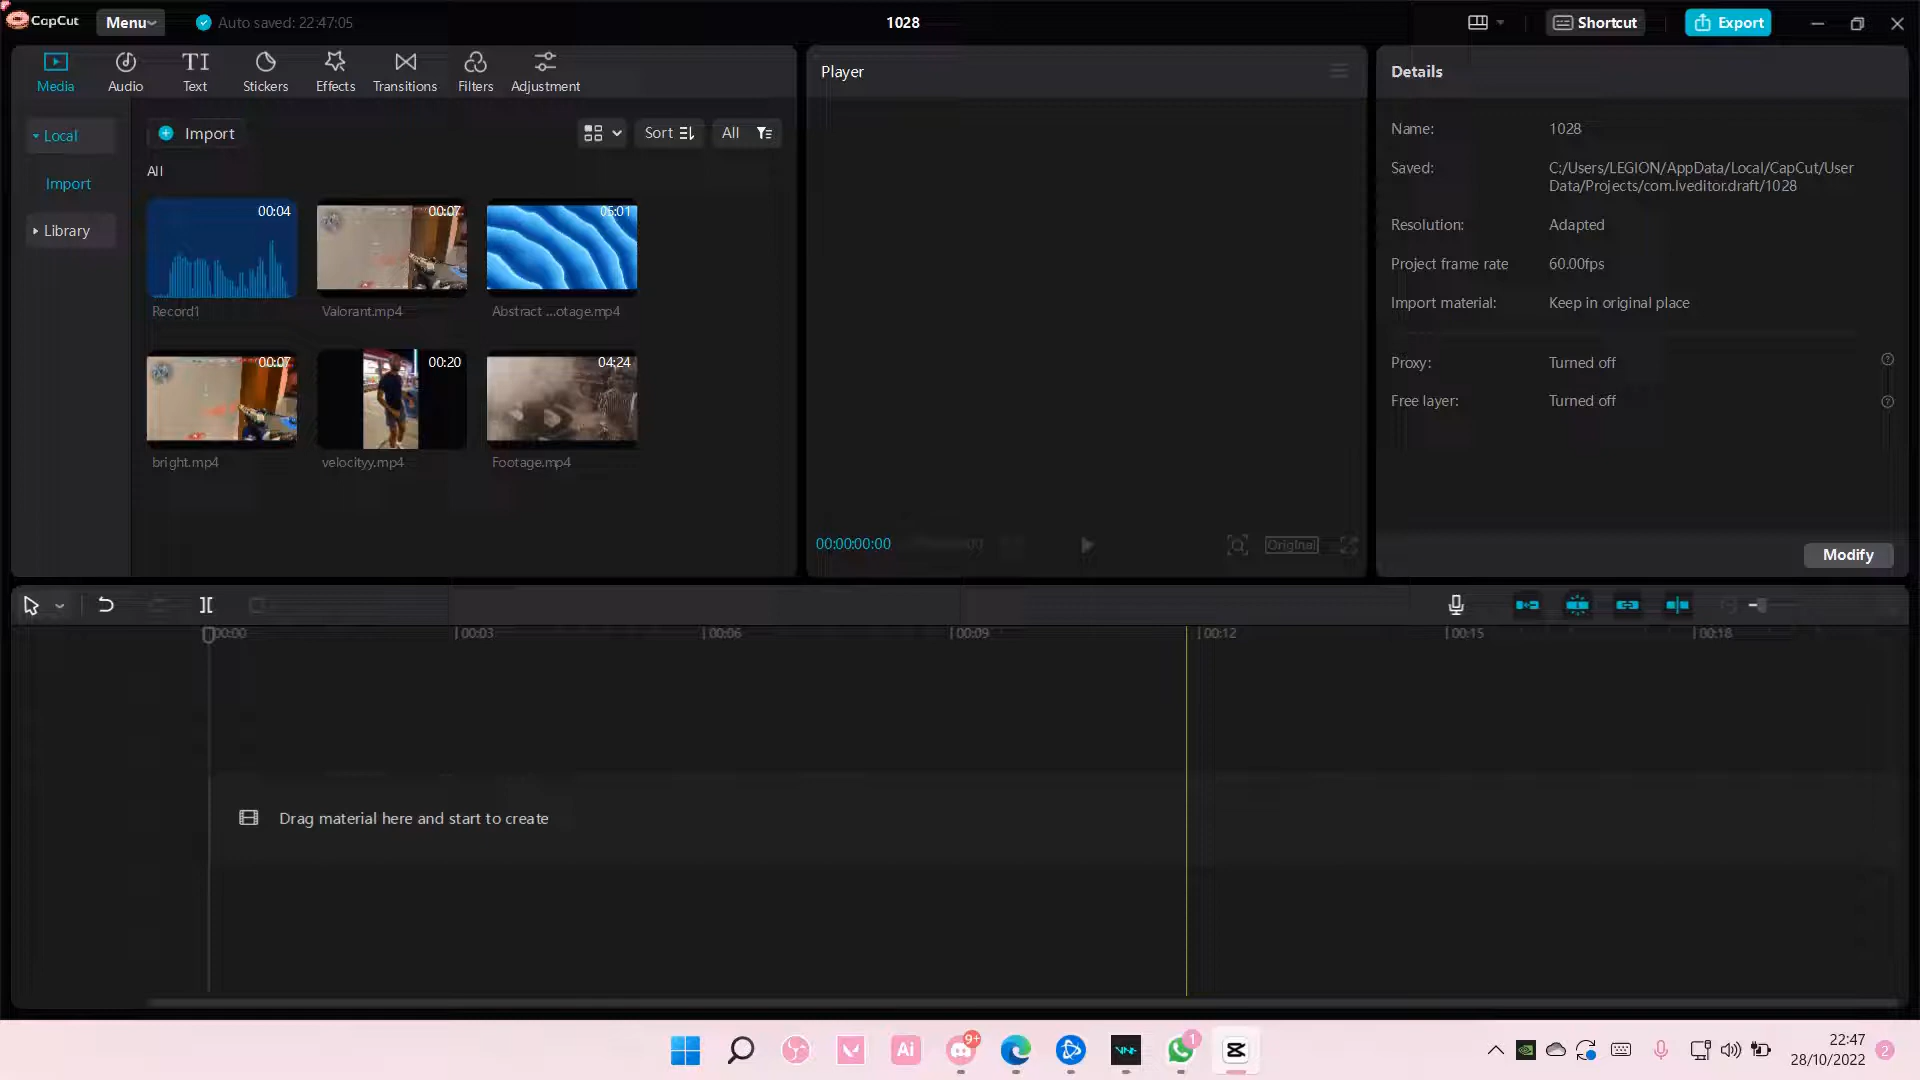 CapCut
Menu
Auto saved: 22:47:05
1028
Shortcut
Export
Media
Audio
TI
Text
Stickers
Effects
Transitions
Filters
Adjustment
Player
Details
Local
Import
Library
Import
Sort
All
All
00:04
00:07
05:01
Record1
Valorant.mp4
Abstract ...otage.mp4
00:07
00:20
04:24
bright.mp4
velocityy.mp4
Footage.mp4
00:00:00:00
Original
Name:
1028
Saved:
C:/Users/LEGION/AppData/Local/CapCut/User
Data/Projects/com.lveditor.draft/1028
Resolution:
Adapted
Project frame rate
60.00fps
Import material:
Keep in original place
Proxy:
Turned off
Free layer:
Turned off
Modify
00:00
00:03
00:06
00:09
00:12
00:15
00:18
Drag material here and start to create
Ai
9+
1
22:47
28/10/2022
2